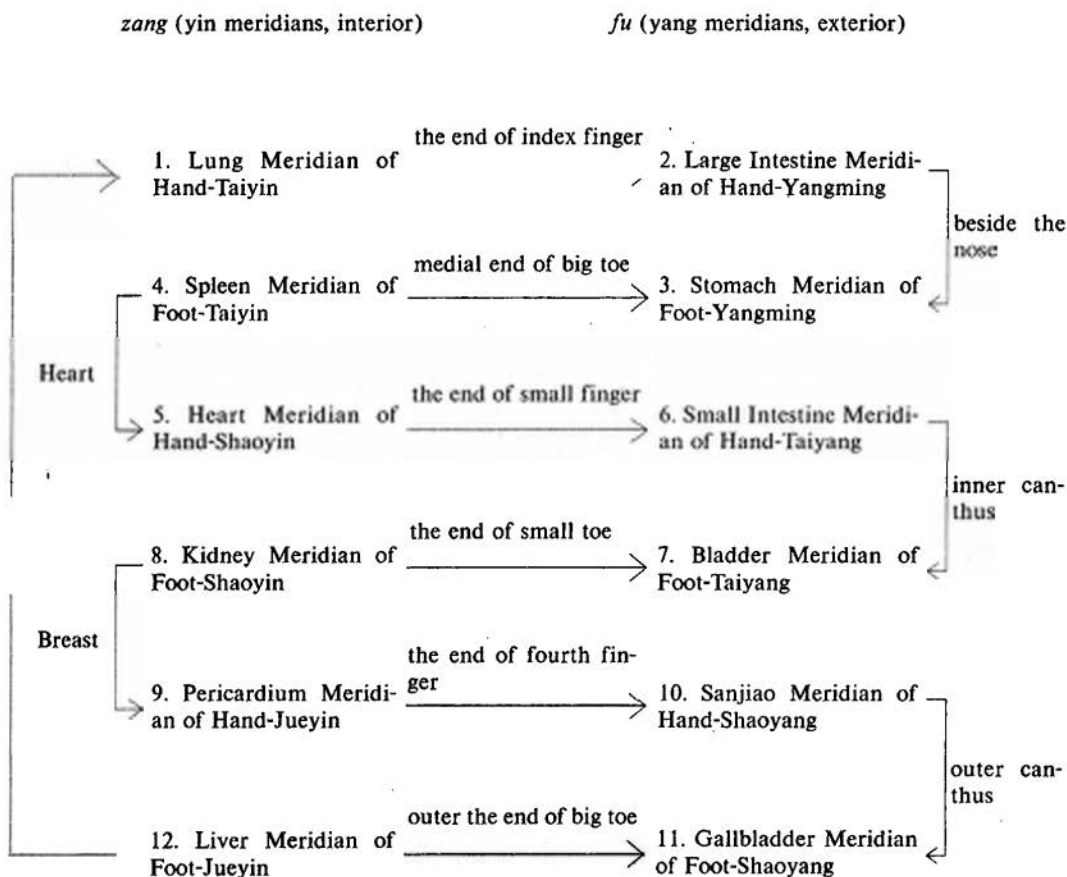 zang (yin meridians, interior)
fu (yang meridians, exterior)
the end of index finger
1. Lung Meridian of
Hand-Taiyin
2. Large Intestine Meridi-
an of Hand-Yangming
beside the
nose
medial end of big toe
4. Spleen Meridian of
Foot-Taiyin
3. Stomach Meridian of
Foot-Yangming
Heart
the end of small finger
5. Heart Meridian of
Hand-Shaoyin
6. Small Intestine Meridi-
an of Hand-Taiyang
inner can-
thus
the end of small toe
8. Kidney Meridian of
Foot-Shaoyin
7. Bladder Meridian of
Foot-Taiyang
Breast
the end of fourth fin-
ger
9. Pericardium Meridi-
an of Hand-Jueyin
10. Sanjiao Meridian of
Hand-Shaoyang
outer can-
thus
outer the end of big toe
12. Liver Meridian of
Foot-Jueyin
11. Gallbladder Meridian
of Foot-Shaoyang